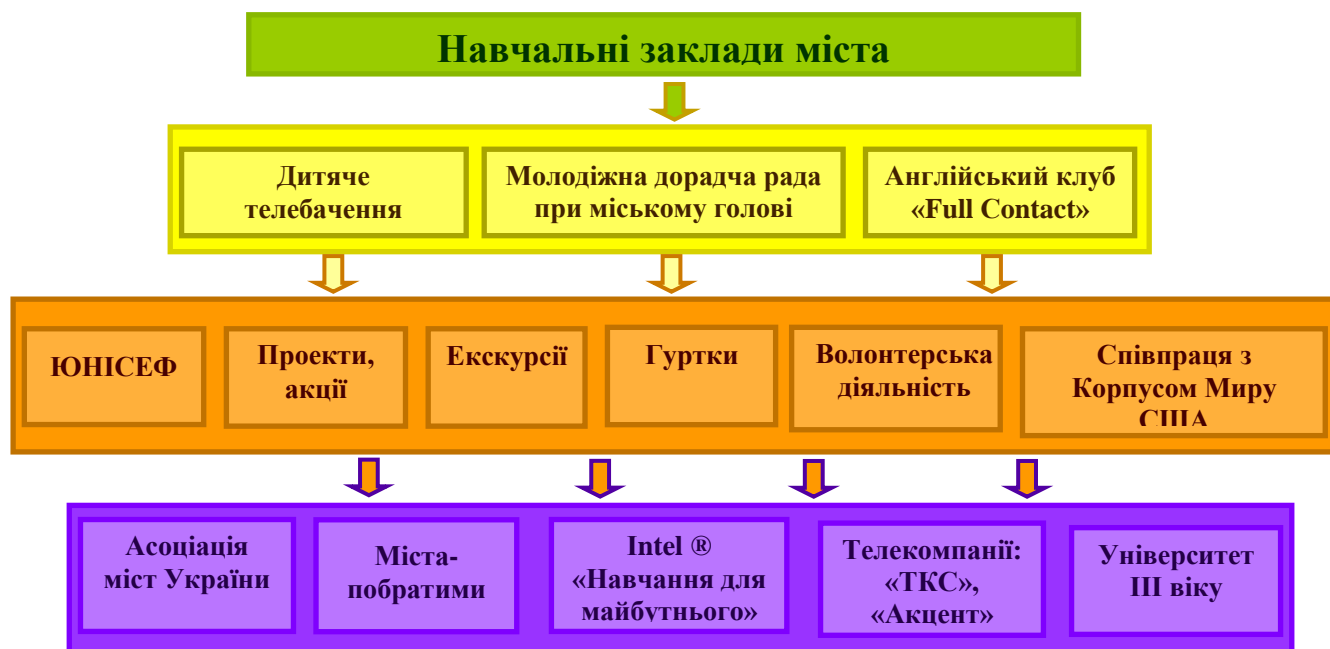 Навчальні заклади міста
Дитяче
телебачення
Молодіжна дорадча рада
при міському голові
Англійський клуб
«Full Contact»
ЮНІСЕФ
Проекти,
акції
Екскурсії
Гуртки
Волонтерська
діяльність
Співпраця з
Корпусом Миру
США
Асоціація
міст України
Міста-
побратими
Intel ®
«Навчання для
майбутнього»
Телекомпанії:
«ТКС»,
«Акцент»
Університет
ІІІ віку